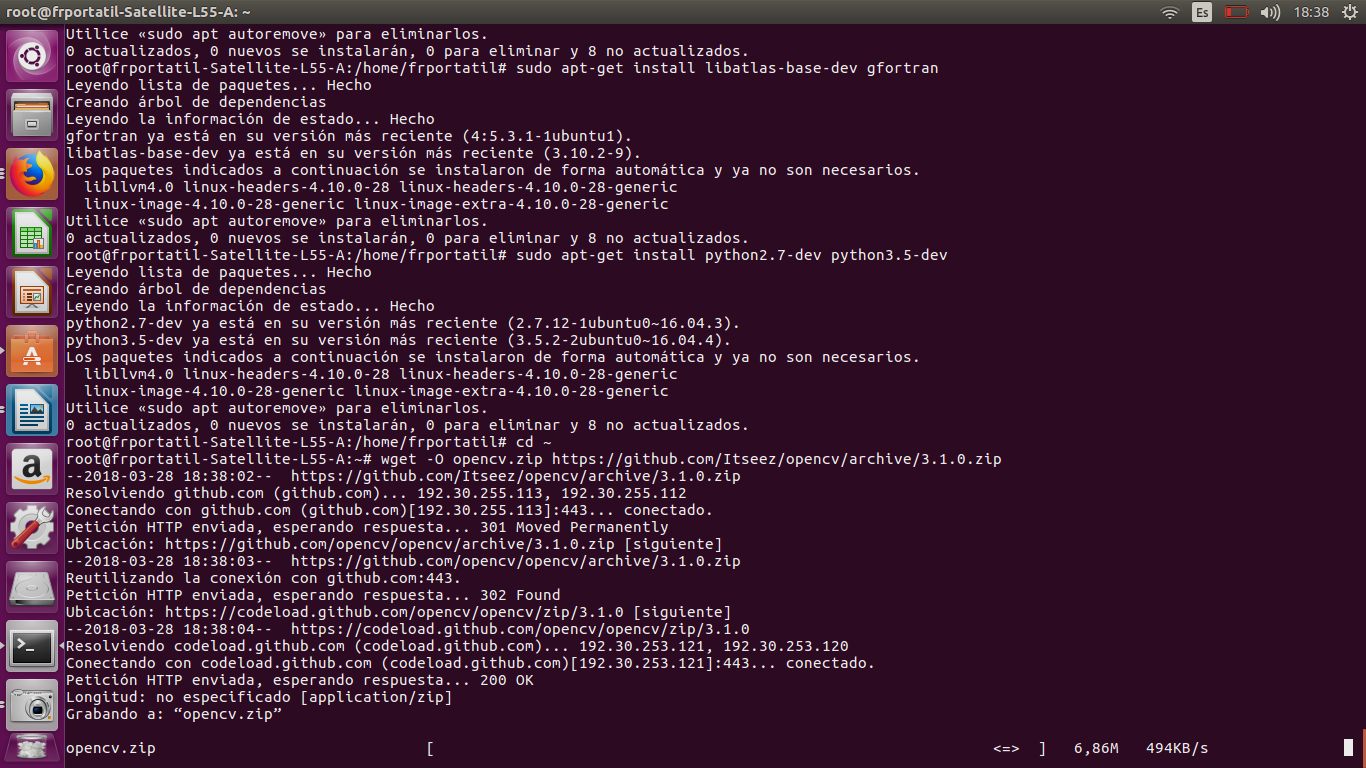 root@frportatil-Satellite-L55-A: ~
Es
18:38
Utilice «sudo apt autoremove» para eliminarlos.
0 actualizados, 0 nuevos se instalarán, 0 para eliminar y 8 no actualizados.
root@frportatil-Satellite-L55-A:/home/frportatil# sudo apt-get install libatlas-base-dev gfortran
Leyendo lista de paquetes... Hecho
Creando árbol de dependencias
Leyendo la información de estado... Hecho
gfortran ya está en su versión más reciente (4:5.3.1-1ubuntu1).
libatlas-base-dev ya está en su versión más reciente (3.10.2-9).
Los paquetes indicados a continuación se instalaron de forma automática y ya no son necesarios.
  libllvm4.0 linux-headers-4.10.0-28 linux-headers-4.10.0-28-generic
  linux-image-4.10.0-28-generic linux-image-extra-4.10.0-28-generic
Utilice «sudo apt autoremove» para eliminarlos.
0 actualizados, 0 nuevos se instalarán, 0 para eliminar y 8 no actualizados.
root@frportatil-Satellite-L55-A:/home/frportatil# sudo apt-get install python2.7-dev python3.5-dev
Leyendo lista de paquetes... Hecho
Creando árbol de dependencias
Leyendo la información de estado... Hecho
python2.7-dev ya está en su versión más reciente (2.7.12-1ubuntu0~16.04.3).
python3.5-dev ya está en su versión más reciente (3.5.2-2ubuntu0~16.04.4).
Los paquetes indicados a continuación se instalaron de forma automática y ya no son necesarios.
  libllvm4.0 linux-headers-4.10.0-28 linux-headers-4.10.0-28-generic
  linux-image-4.10.0-28-generic linux-image-extra-4.10.0-28-generic
Utilice «sudo apt autoremove» para eliminarlos.
0 actualizados, 0 nuevos se instalarán, 0 para eliminar y 8 no actualizados.
root@frportatil-Satellite-L55-A:/home/frportatil# cd ~
root@frportatil-Satellite-L55-A:~# wget -O opencv.zip https://github.com/Itseez/opencv/archive/3.1.0.zip
--2018-03-28 18:38:02--  https://github.com/Itseez/opencv/archive/3.1.0.zip
Resolviendo github.com (github.com)... 192.30.255.113, 192.30.255.112
Conectando con github.com (github.com)[192.30.255.113]:443... conectado.
Petición HTTP enviada, esperando respuesta... 301 Moved Permanently
Ubicación: https://github.com/opencv/opencv/archive/3.1.0.zip [siguiente]
--2018-03-28 18:38:03--  https://github.com/opencv/opencv/archive/3.1.0.zip
Reutilizando la conexión con github.com:443.
Petición HTTP enviada, esperando respuesta... 302 Found
Ubicación: https://codeload.github.com/opencv/opencv/zip/3.1.0 [siguiente]
--2018-03-28 18:38:04--  https://codeload.github.com/opencv/opencv/zip/3.1.0
Resolviendo codeload.github.com (codeload.github.com)... 192.30.253.121, 192.30.253.120
Conectando con codeload.github.com (codeload.github.com)[192.30.253.121]:443... conectado.
Petición HTTP enviada, esperando respuesta... 200 OK
Longitud: no especificado [application/zip]
Grabando a: “opencv.zip”
opencv.zip [ <=> ] 6,86M 494KB/s